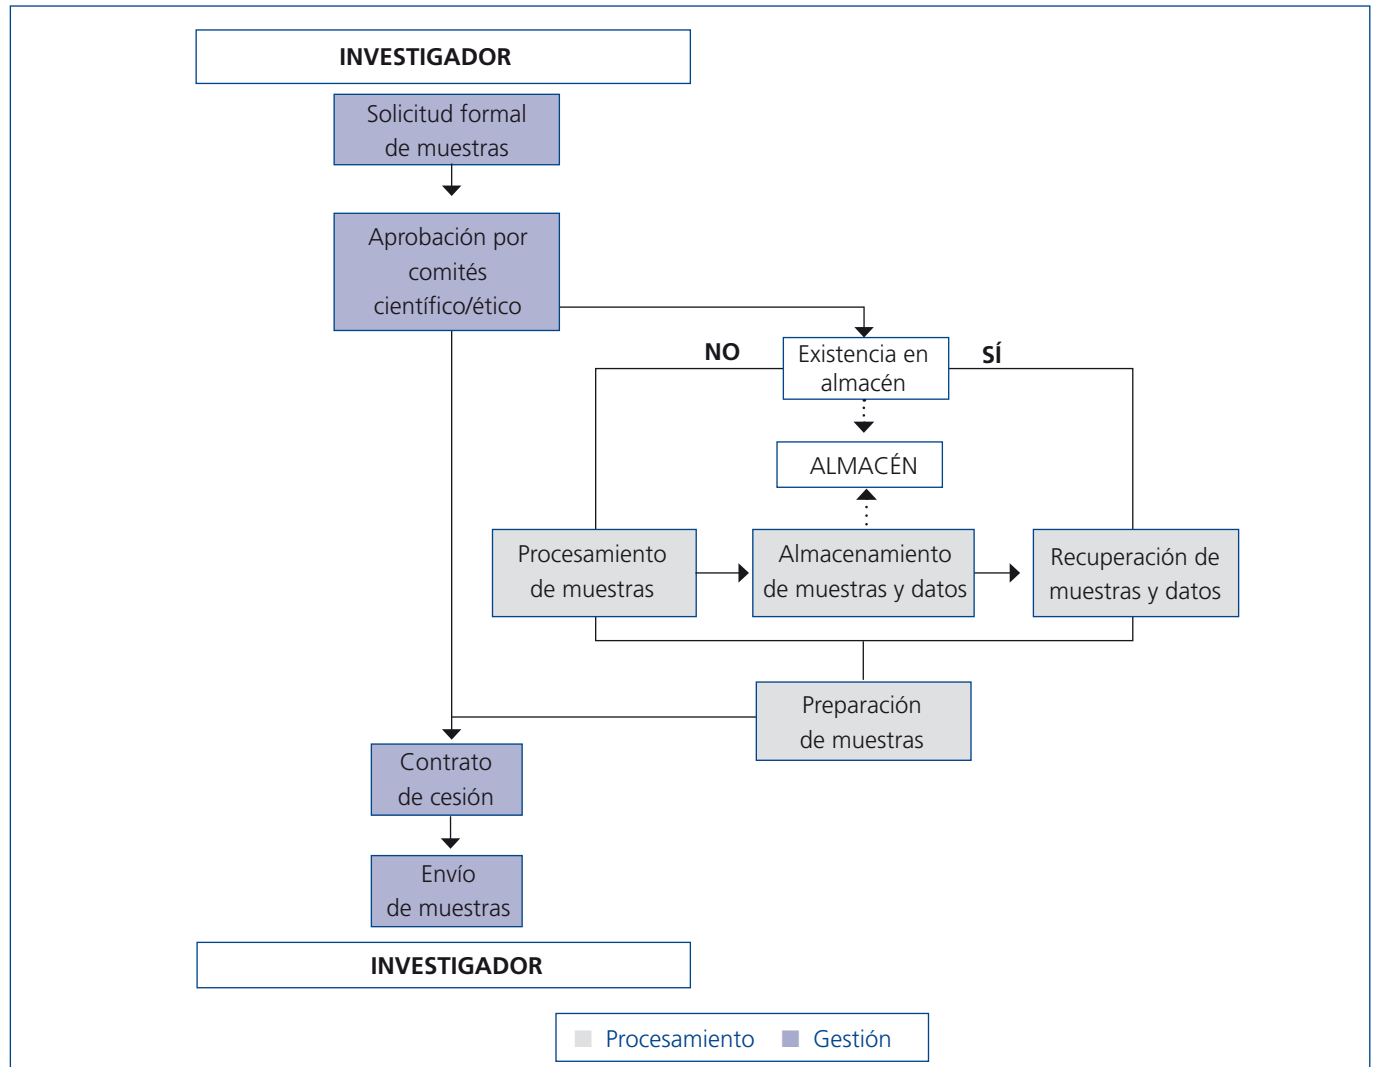 INVESTIGADOR
Solicitud formal
de muestras
Aprobación por
comités
científico/ético
NO
Existencia en
almacén
SÍ
ALMACÉN
Procesamiento
de muestras
Almacenamiento
de muestras y datos
Recuperación de
muestras y datos
Preparación
de muestras
Contrato
de cesión
Envío
de muestras
INVESTIGADOR
Procesamiento
Gestión